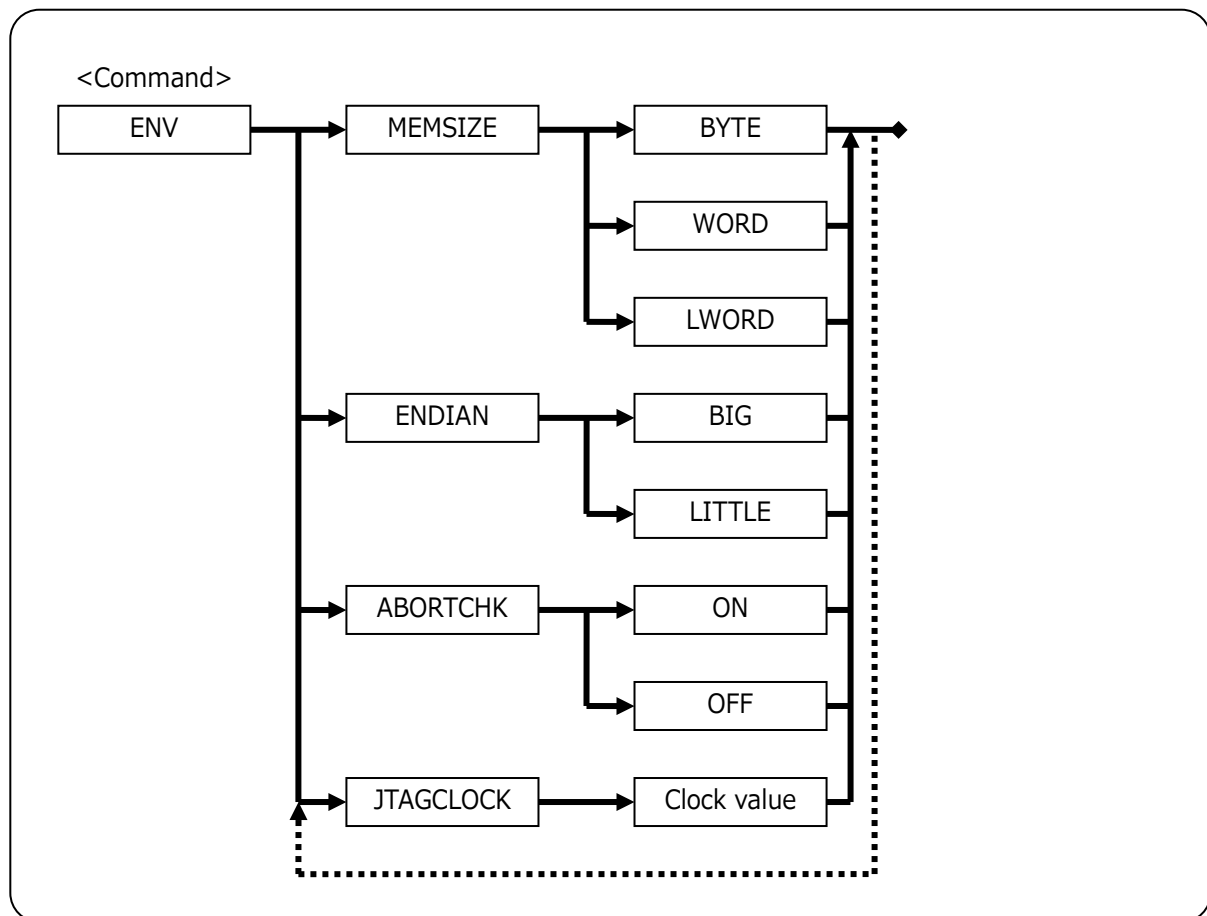 <Command>
ENV
MEMSIZE
BYTE
WORD
LWORD
ENDIAN
BIG
LITTLE
ABORTCHK
ON
OFF
JTAGCLOCK
Clock value